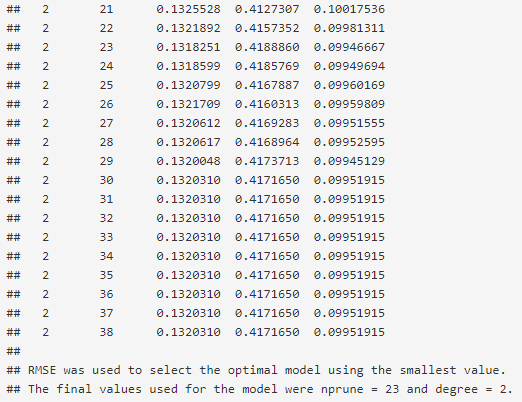 ##   2       21      0.1325528  0.4127307  0.10017536
##   2       22      0.1321892  0.4157352  0.09981311
##   2       23      0.1318251  0.4188860  0.09946667
##   2       24      0.1318599  0.4185769  0.09949694
##   2       25      0.1320799  0.4167887  0.09960169
##   2       26      0.1321709  0.4160313  0.09959809
##   2       27      0.1320612  0.4169283  0.09951555
##   2       28      0.1320617  0.4168964  0.09952595
##   2       29      0.1320048  0.4173713  0.09945129
##   2       30      0.1320310  0.4171650  0.09951915
##   2       31      0.1320310  0.4171650  0.09951915
##   2       32      0.1320310  0.4171650  0.09951915
##   2       33      0.1320310  0.4171650  0.09951915
##   2       34      0.1320310  0.4171650  0.09951915
##   2       35      0.1320310  0.4171650  0.09951915
##   2       36      0.1320310  0.4171650  0.09951915
##   2       37      0.1320310  0.4171650  0.09951915
##   2       38      0.1320310  0.4171650  0.09951915
##
## RMSE was used to select the optimal model using the smallest value.
## The final values used for the model were nprune = 23 and degree = 2.